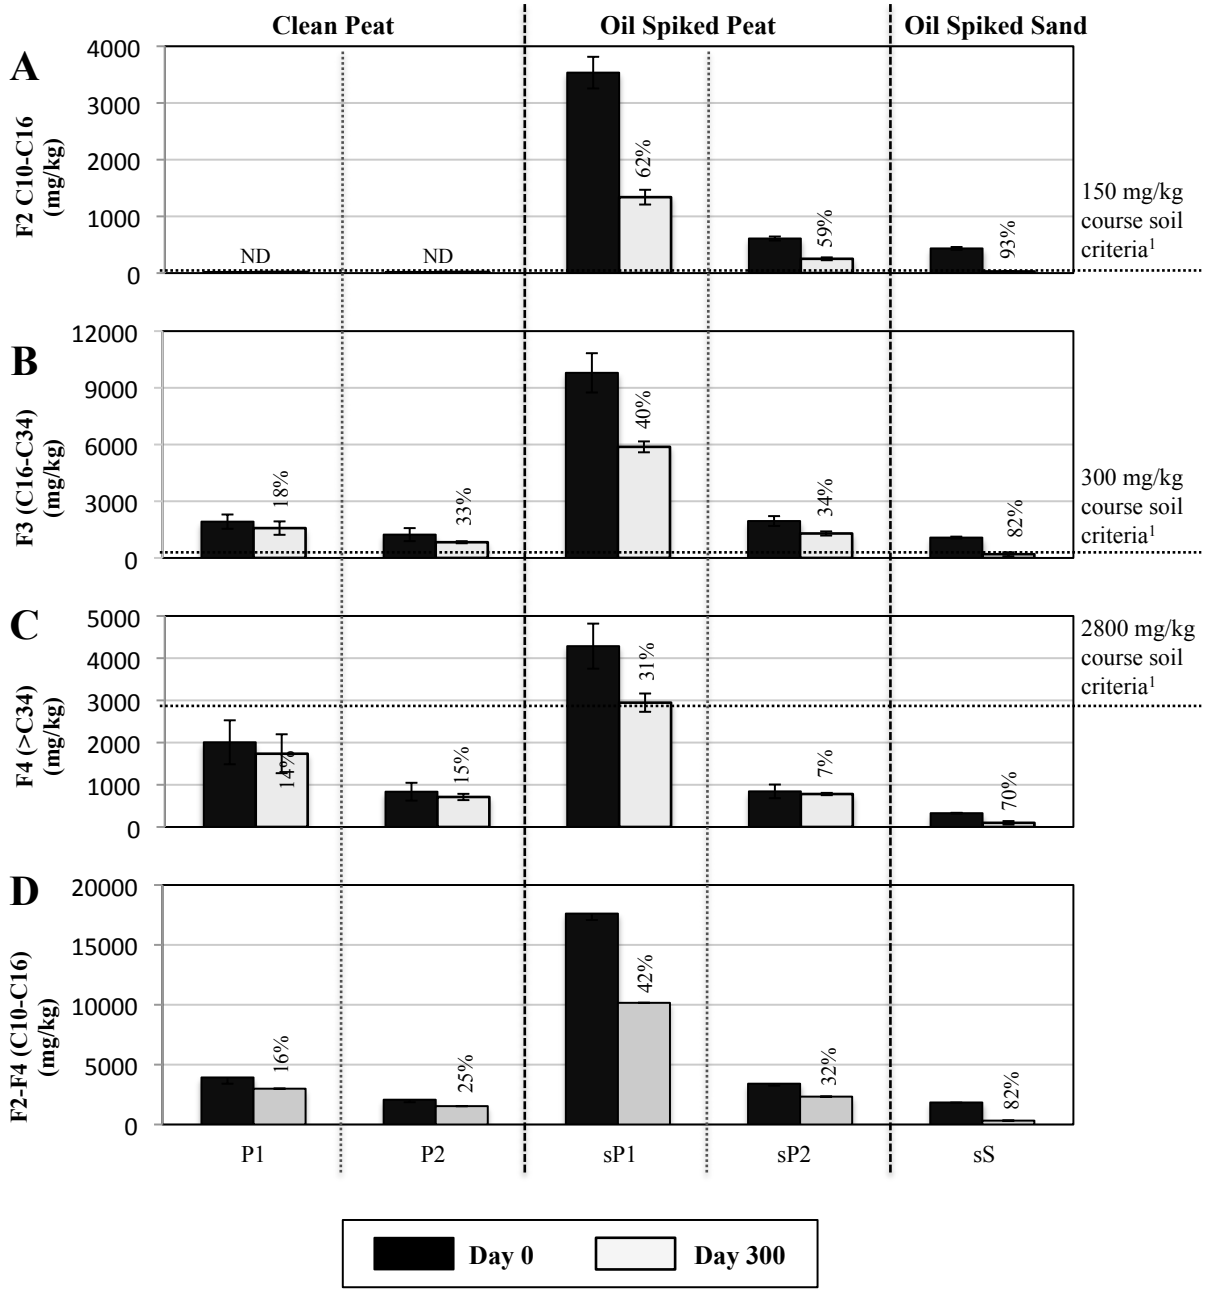 Clean Peat
Oil Spiked Peat
Oil Spiked Sand
A
F2 C10-C16
(mg/kg)
4000
3000
2000
1000
0
ND
ND
62%
59%
93%
150 mg/kg
course soil
criteria¹
B
F3 (C16-C34)
(mg/kg)
12000
9000
6000
3000
0
18%
33%
40%
34%
82%
300 mg/kg
course soil
criteria¹
C
F4 (>C34)
(mg/kg)
5000
4000
3000
2000
1000
0
14%
15%
31%
7%
70%
2800 mg/kg
course soil
criteria¹
D
F2-F4 (C10-C16)
(mg/kg)
20000
15000
10000
5000
0
16%
25%
42%
32%
82%
P1
P2
sP1
sP2
sS
Day 0
Day 300